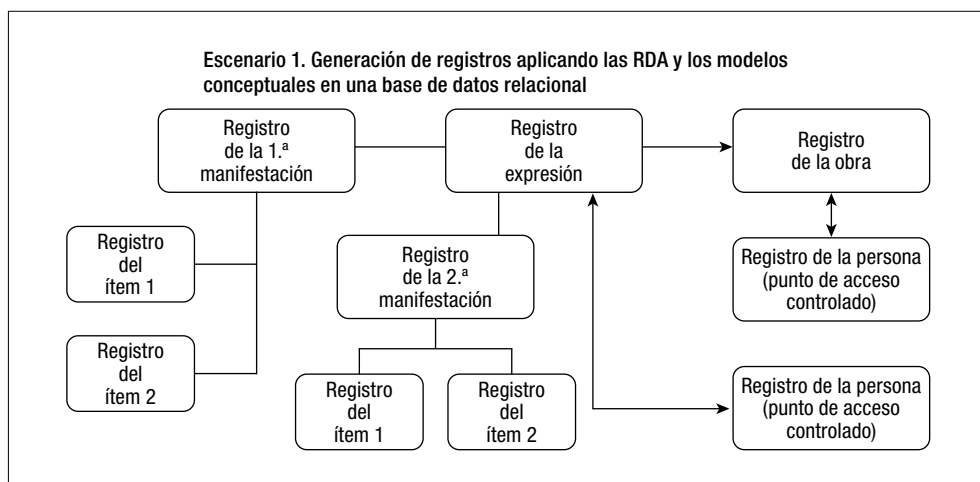 Escenario 1. Generación de registros aplicando las RDA y los modelos
conceptuales en una base de datos relacional
Registro
de la 1.ª
manifestación
Registro
de la
expresión
Registro
de la obra
Registro
del
ítem 1
Registro
de la 2.ª
manifestación
Registro de la persona
(punto de acceso
controlado)
Registro
del
ítem 2
Registro
del
ítem 1
Registro
del
ítem 2
Registro de la persona
(punto de acceso
controlado)